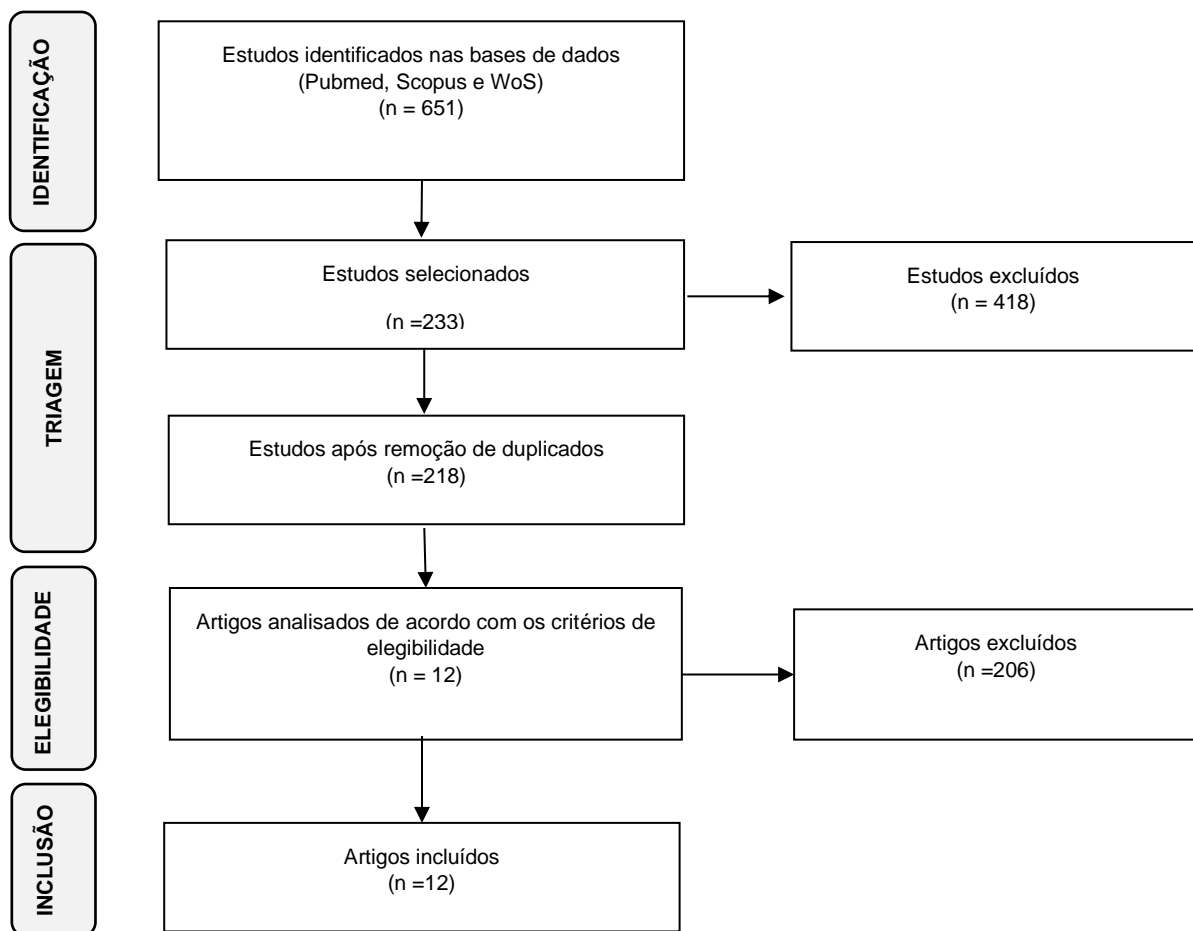 IDENTIFICAÇÃO
Estudos identificados nas bases de dados
(Pubmed, Scopus e WoS)
(n = 651)
TRIAGEM
Estudos selecionados
(n =233)
Estudos excluídos
(n = 418)
Estudos após remoção de duplicados
(n =218)
ELEGIBILIDADE
Artigos analisados de acordo com os critérios de
elegibilidade
(n = 12)
Artigos excluídos
(n =206)
INCLUSÃO
Artigos incluídos
(n =12)